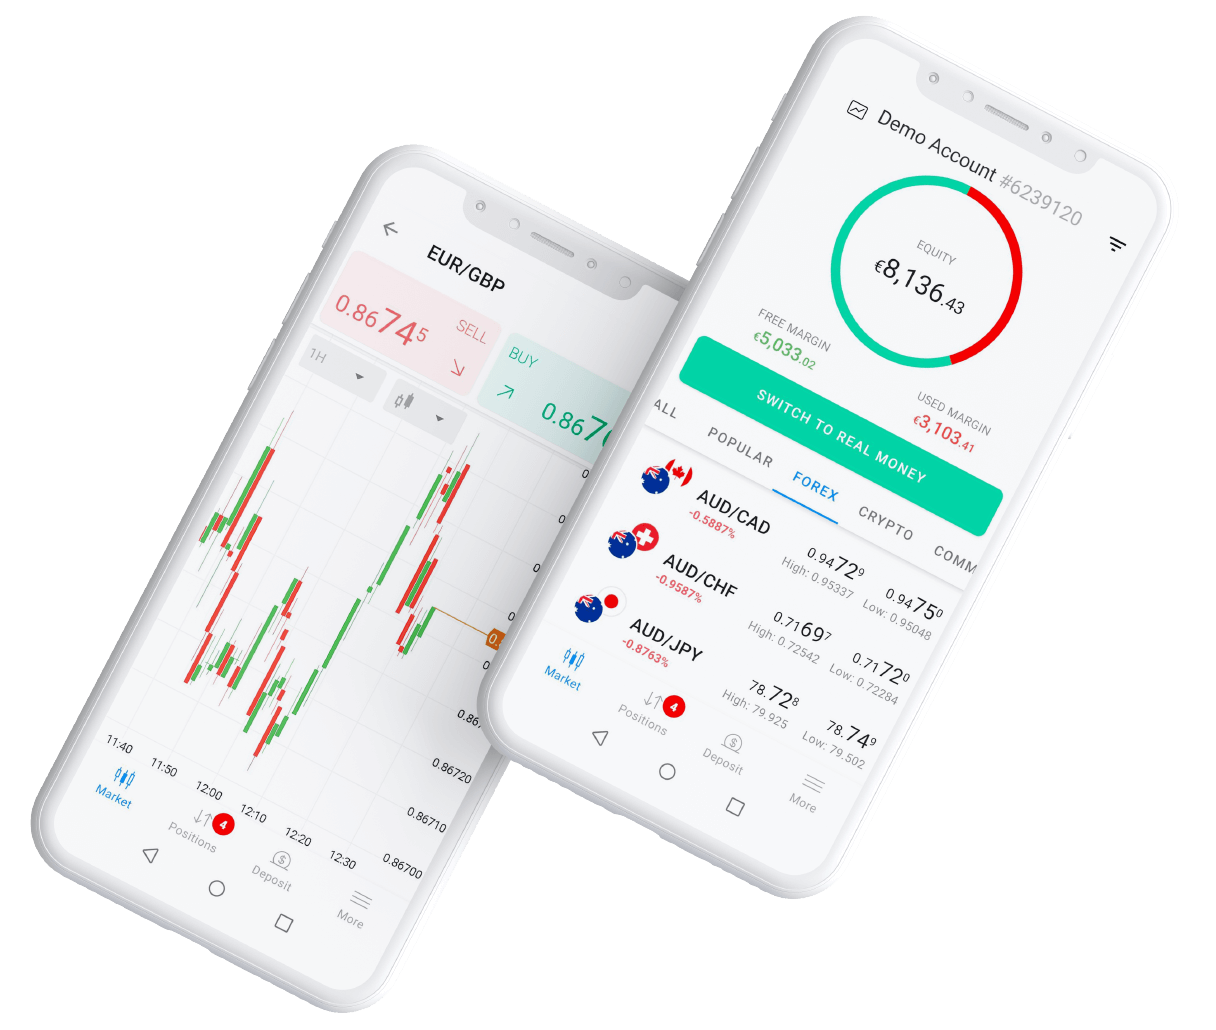 EUR/GBP
0.86745
SELL
BUY
1H
11:40
11:50
12:00
12:10
12:20
12:30
0.86720
0.86710
0.86700
Market
Positions
4
Deposit
More
Demo Account #6239120
EQUITY
€8,136.43
FREE MARGIN
€5,033.02
USED MARGIN
€3,103.41
SWITCH TO REAL MONEY
ALL
POPULAR
FOREX
CRYPTO
COMM
AUD/CAD
-0.5887%
0.94729
High: 0.95337
0.94750
Low: 0.95048
AUD/CHF
-0.9587%
0.71697
High: 0.72542
0.71720
Low: 0.72284
AUD/JPY
-0.8763%
78.728
High: 79.925
78.749
Low: 79.502
Market
Positions
4
Deposit
More